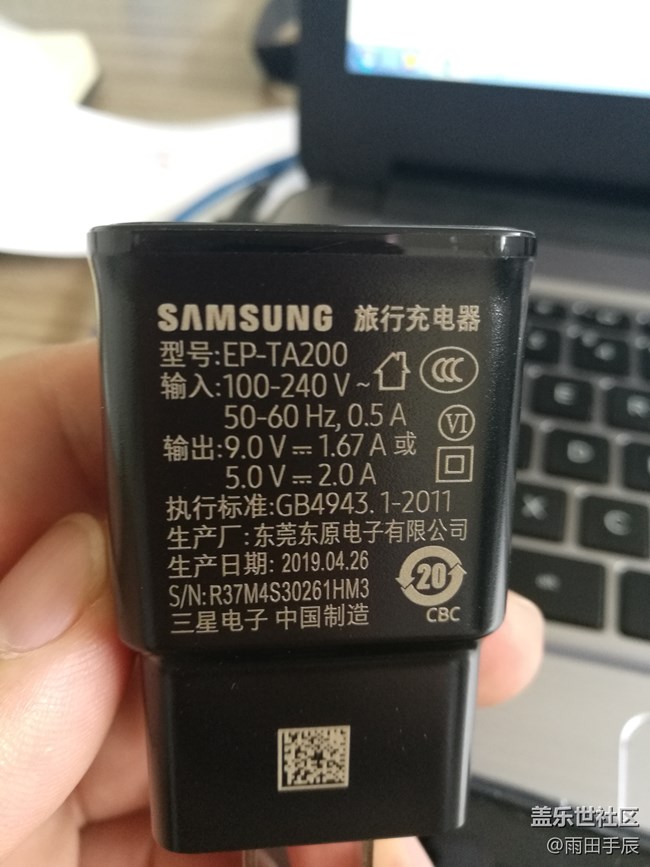 SAMSUNG 旅行充电器
型号:EP-TA200
输入:100-240 V~
50-60 Hz, 0.5 A
输出:9.0 V⎓1.67 A 或
5.0 V⎓2.0 A
执行标准:GB4943.1-2011
生产厂:东莞东原电子有限公司
生产日期: 2019.04.26
S/N: R37M4S30261HM3
三星电子 中国制造
CCC
VI
20
CBC
盖乐世社区
@雨田手辰